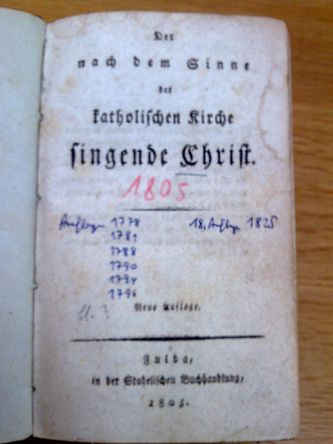 Der
nach dem Sinne
der
katholischen Kirche
singende Christ.
1805
Auflage 1778 18. Auflage 1825
1781
1788
1790
1794
1796
Neue Auflage.
Fulda,
in der Stahelischen Buchhandlung,
1805.